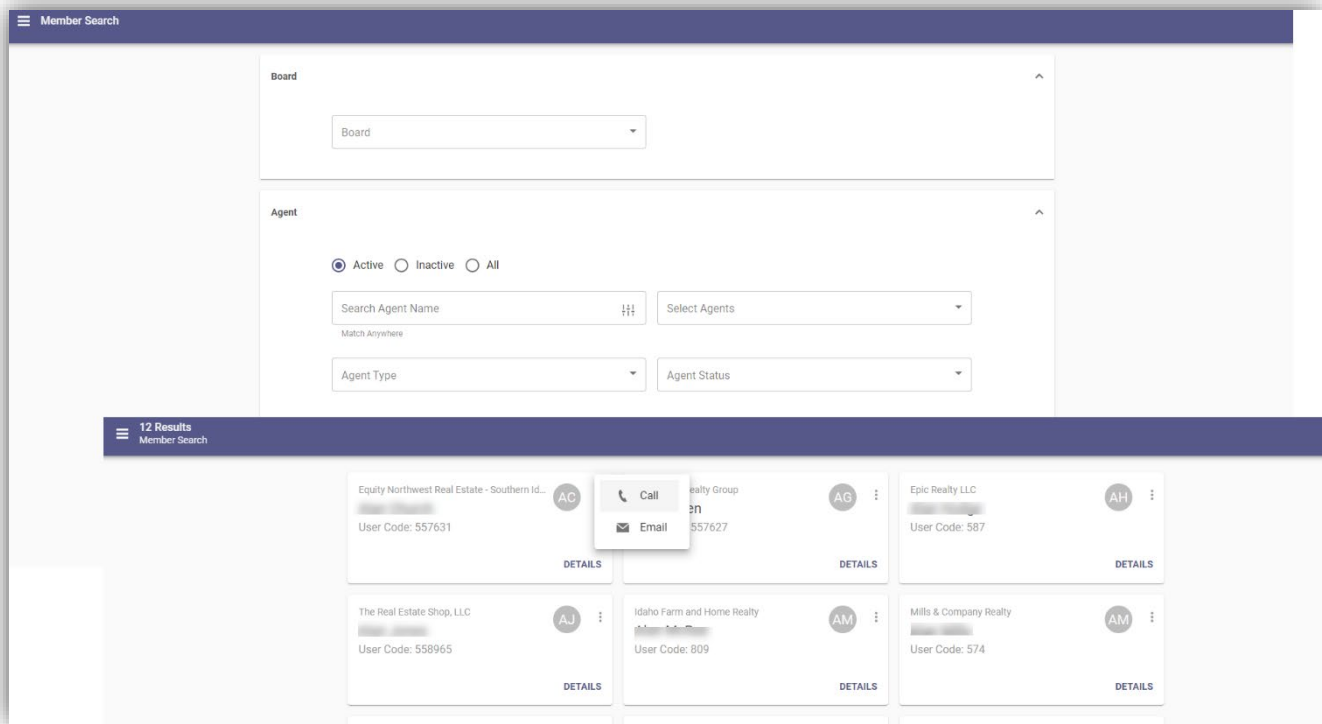 Member Search
Board
Board
Agent
Active Inactive All
Search Agent Name Select Agents
Match Anywhere
Agent Type Agent Status
12 Results
Member Search
Equity Northwest Real Estate - Southern Id... AC
User Code: 557631
DETAILS
Call
Email
ealty Group AG
en
557627
DETAILS
Epic Realty LLC AH
User Code: 587
DETAILS
The Real Estate Shop, LLC AJ
User Code: 558965
DETAILS
Idaho Farm and Home Realty AM
User Code: 809
DETAILS
Mills & Company Realty AM
User Code: 574
DETAILS